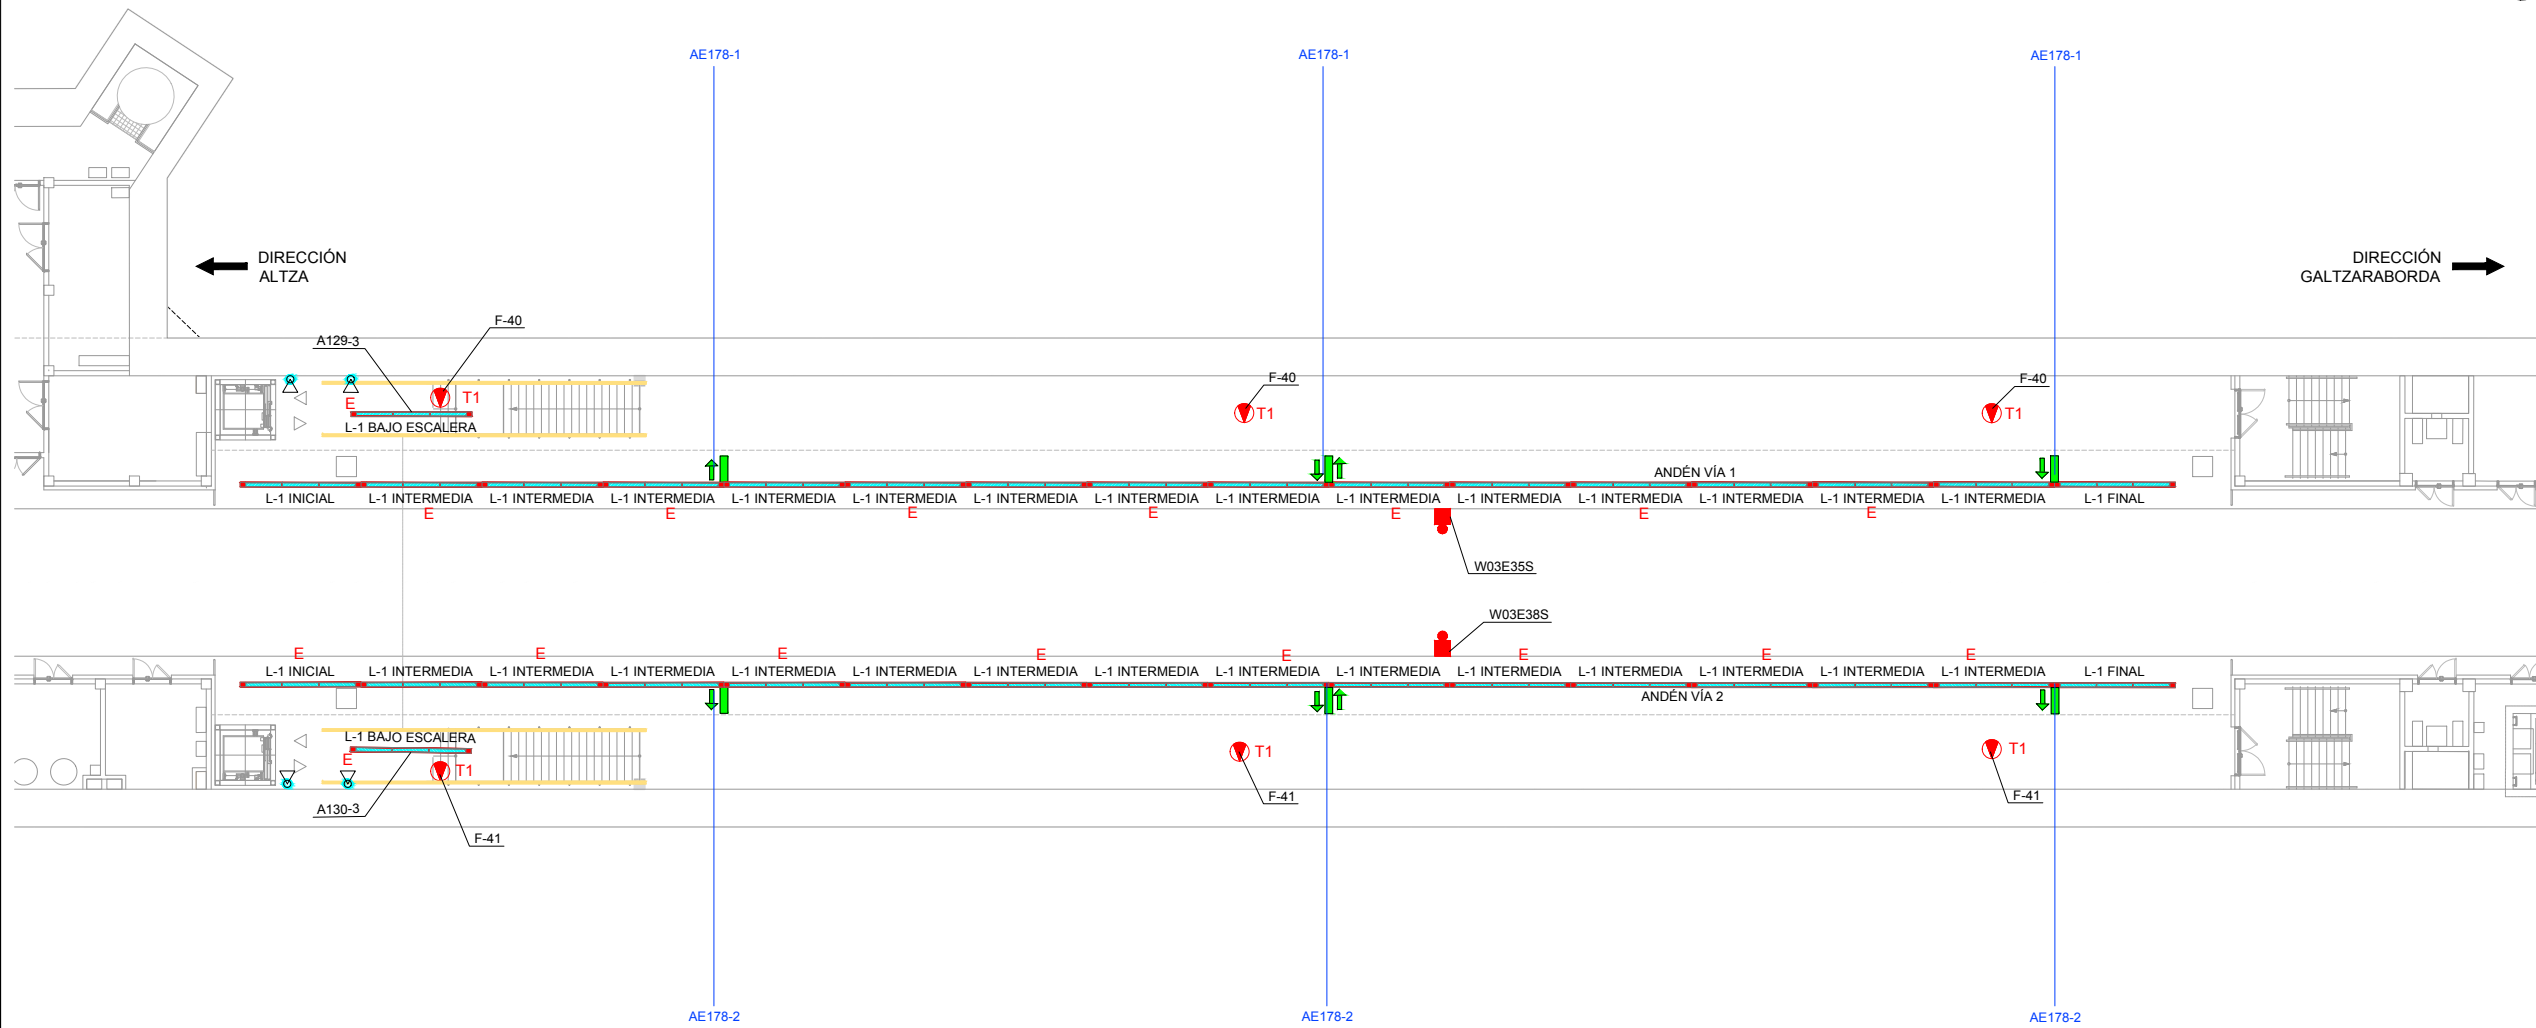 AE178-1 AE178-1 AE178-1
DIRECCIÓN
ALTZA
DIRECCIÓN
GALTZARABORDA
F-40
A129-3
F-40 F-40
E T1 T1 T1
L-1 BAJO ESCALERA
ANDÉN VÍA 1
L-1 INICIAL L-1 INTERMEDIA L-1 INTERMEDIA L-1 INTERMEDIA L-1 INTERMEDIA L-1 INTERMEDIA L-1 INTERMEDIA L-1 INTERMEDIA L-1 INTERMEDIA L-1 INTERMEDIA L-1 INTERMEDIA L-1 INTERMEDIA L-1 INTERMEDIA L-1 INTERMEDIA L-1 INTERMEDIA L-1 FINAL
E E E E E E E
W03E35S
W03E38S
E E E E E E E E
L-1 INICIAL L-1 INTERMEDIA L-1 INTERMEDIA L-1 INTERMEDIA L-1 INTERMEDIA L-1 INTERMEDIA L-1 INTERMEDIA L-1 INTERMEDIA L-1 INTERMEDIA L-1 INTERMEDIA L-1 INTERMEDIA L-1 INTERMEDIA L-1 INTERMEDIA L-1 INTERMEDIA L-1 INTERMEDIA L-1 FINAL
ANDÉN VÍA 2
L-1 BAJO ESCALERA
E T1 T1 T1
F-41 F-41
A130-3
F-41
AE178-2 AE178-2 AE178-2